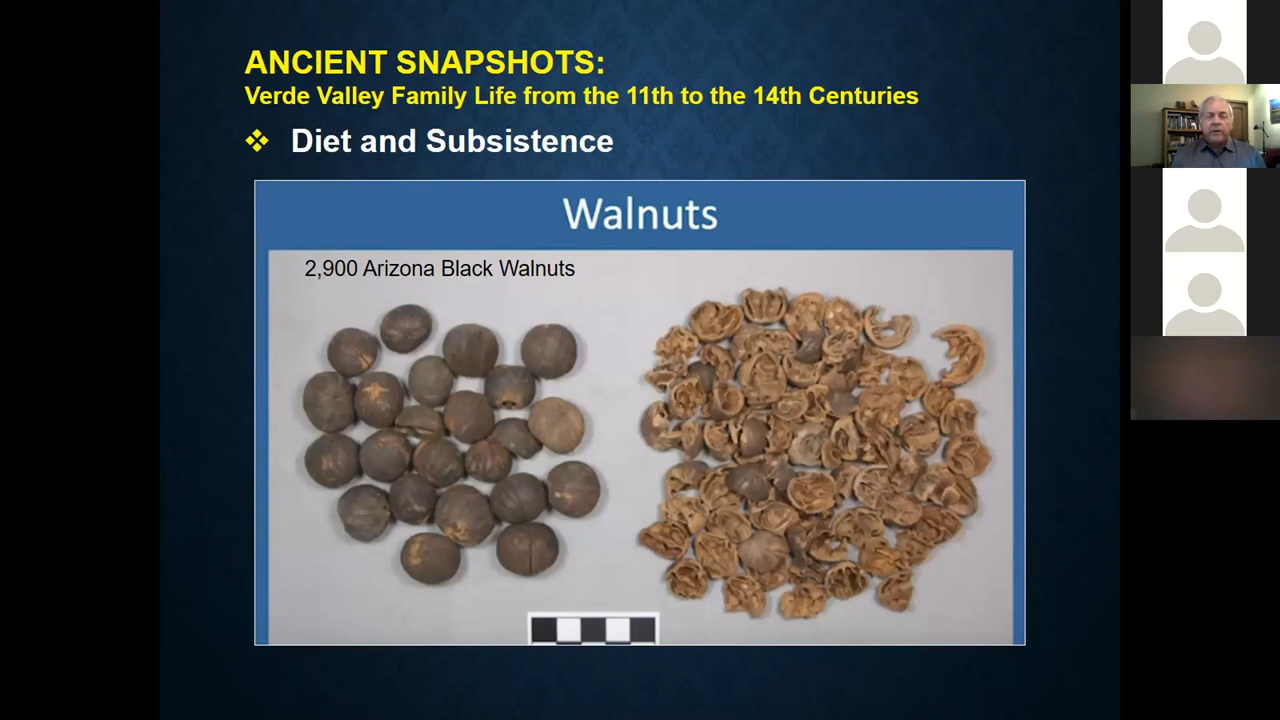 ANCIENT SNAPSHOTS:
Verde Valley Family Life from the 11th to the 14th Centuries
Diet and Subsistence
Walnuts
2,900 Arizona Black Walnuts